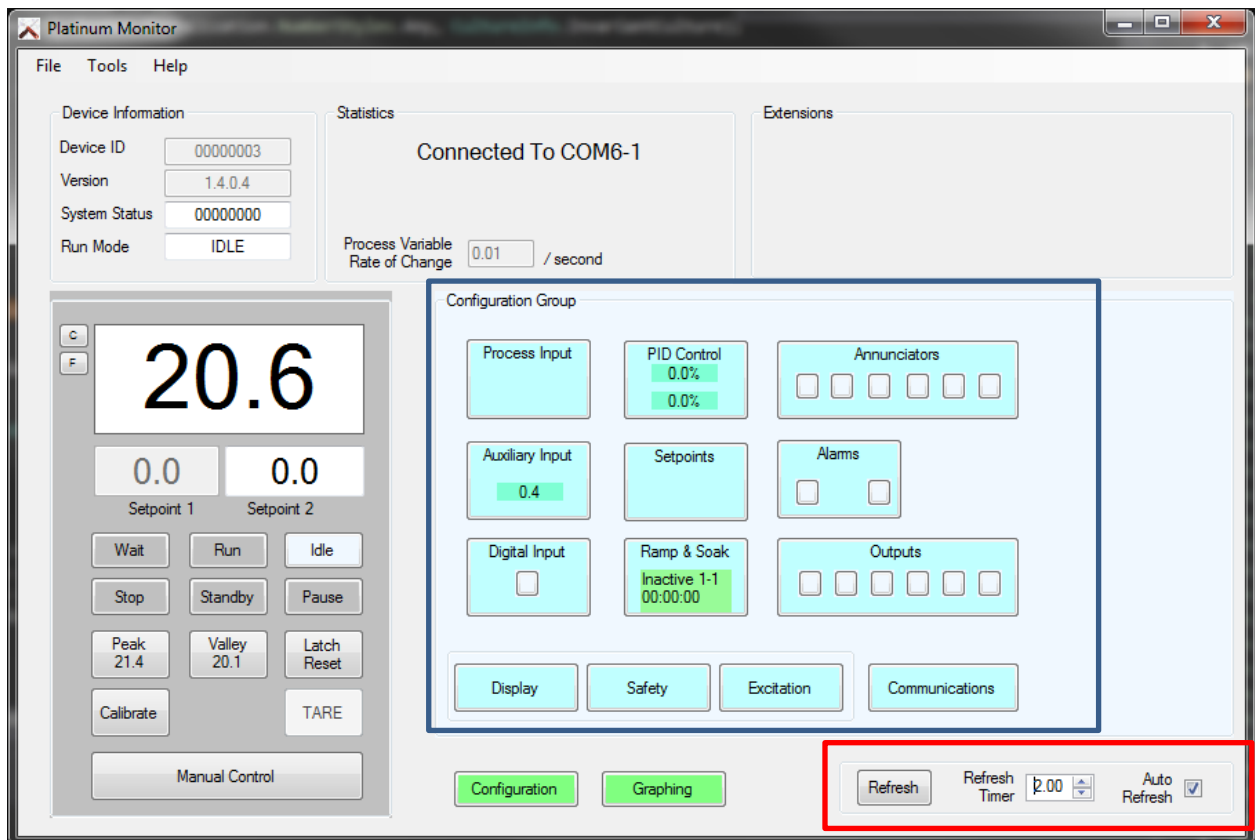 Platinum Monitor
File Tools Help
Device Information
Device ID 00000003
Version 1.4.0.4
System Status 00000000
Run Mode IDLE
Statistics
Connected To COM6-1
Process Variable
Rate of Change 0.01 / second
Extensions
C
F
20.6
0.0 0.0
Setpoint 1 Setpoint 2
Wait Run Idle
Stop Standby Pause
Peak
21.4
Valley
20.1
Latch
Reset
Calibrate TARE
Manual Control
Configuration Group
Process Input
PID Control
0.0%
0.0%
Annunciators
Auxiliary Input
0.4
Setpoints
Alarms
Digital Input
Ramp & Soak
Inactive 1-1
00:00:00
Outputs
Display Safety Excitation Communications
Configuration Graphing
Refresh
Refresh
Timer
2.00
Auto
Refresh